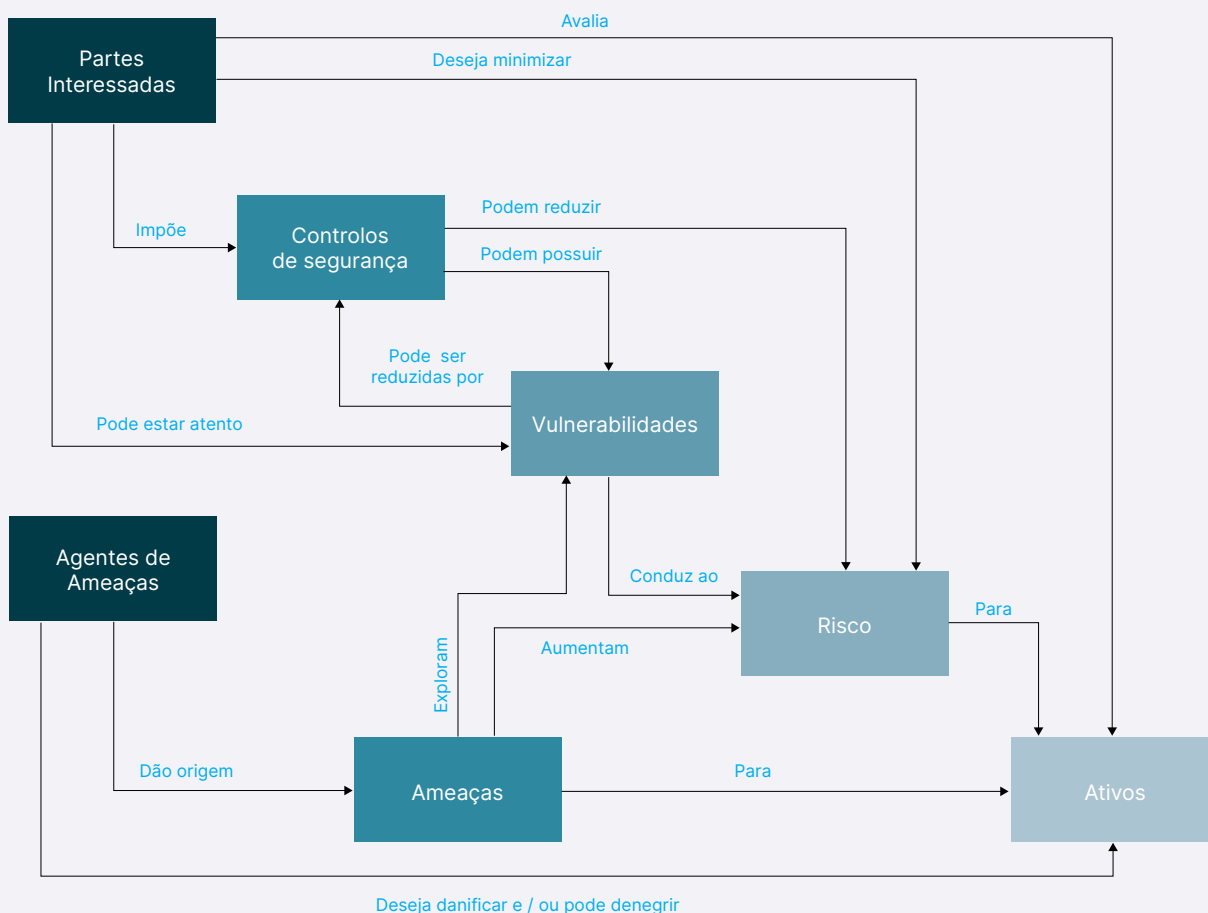 Avalia
Partes
Interessadas
Deseja minimizar
Podem reduzir
Impõe
Controlos
de segurança
Podem possuir
Pode ser
reduzidas por
Pode estar atento
Vulnerabilidades
Agentes de
Ameaças
Conduz ao
Para
Risco
Aumentam
Exploram
Dão origem
Ameaças
Para
Ativos
Deseja danificar e / ou pode denegrir